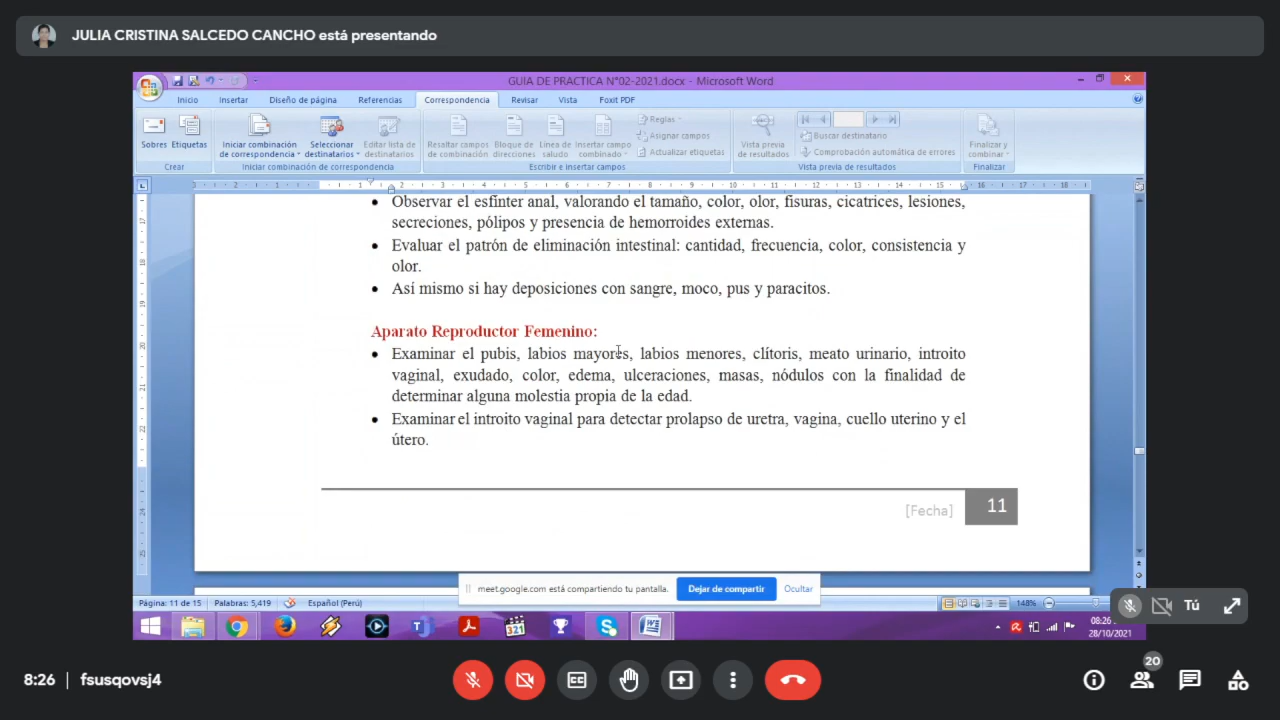 JULIA CRISTINA SALCEDO CANCHO está presentando
GUIA DE PRACTICA N°02-2021.docx - Microsoft Word
Inicio Insertar Diseño de página Referencias Correspondencia Revisar Vista Foxit PDF
Sobres Etiquetas
Crear
Iniciar combinación de correspondencia
Seleccionar destinatarios
Editar lista de destinatarios
Iniciar combinación de correspondencia
Resaltar campos de combinación
Bloque de direcciones
Línea de saludo
Insertar campo combinado
Reglas
Asignar campos
Actualizar etiquetas
Escribir e insertar campos
Vista previa de resultados
Buscar destinatario
Comprobación automática de errores
Vista previa de resultados
Finalizar y combinar
Finalizar
• Observar el esfínter anal, valorando el tamaño, color, olor, fisuras, cicatrices, lesiones,
secreciones, pólipos y presencia de hemorroides externas.
• Evaluar el patrón de eliminación intestinal: cantidad, frecuencia, color, consistencia y
olor.
• Así mismo si hay deposiciones con sangre, moco, pus y paracitos.
Aparato Reproductor Femenino:
• Examinar el pubis, labios mayores, labios menores, clítoris, meato urinario, introito
vaginal, exudado, color, edema, ulceraciones, masas, nódulos con la finalidad de
determinar alguna molestia propia de la edad.
• Examinar el introito vaginal para detectar prolapso de uretra, vagina, cuello uterino y el
útero.
[Fecha] 11
meet.google.com está compartiendo tu pantalla. Dejar de compartir Ocultar
Página: 11 de 15 Palabras: 5,419 Español (Perú) 148%
Tú
321
08:26
28/10/2021
8:26 | fsusqovsj4
20